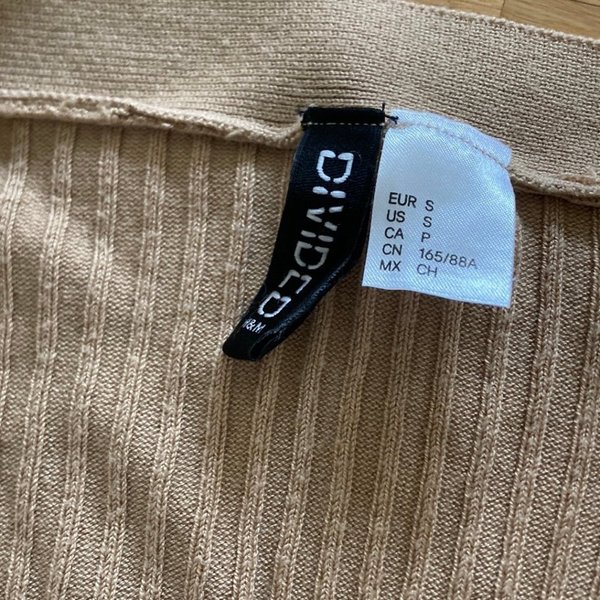 DIVIDED
H&M
EUR S
US S
CA P
CN 165/88A
MX CH